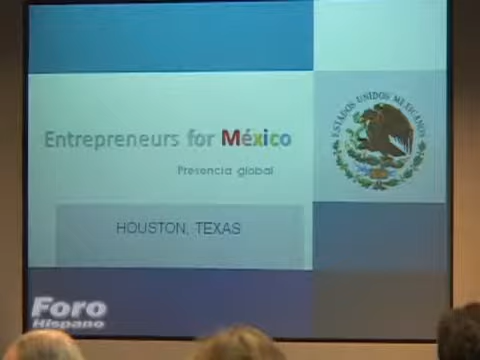 ESTADOS UNIDOS MEXICANOS
Entrepreneurs for México
Presencia global
HOUSTON, TEXAS
Foro
Hispano